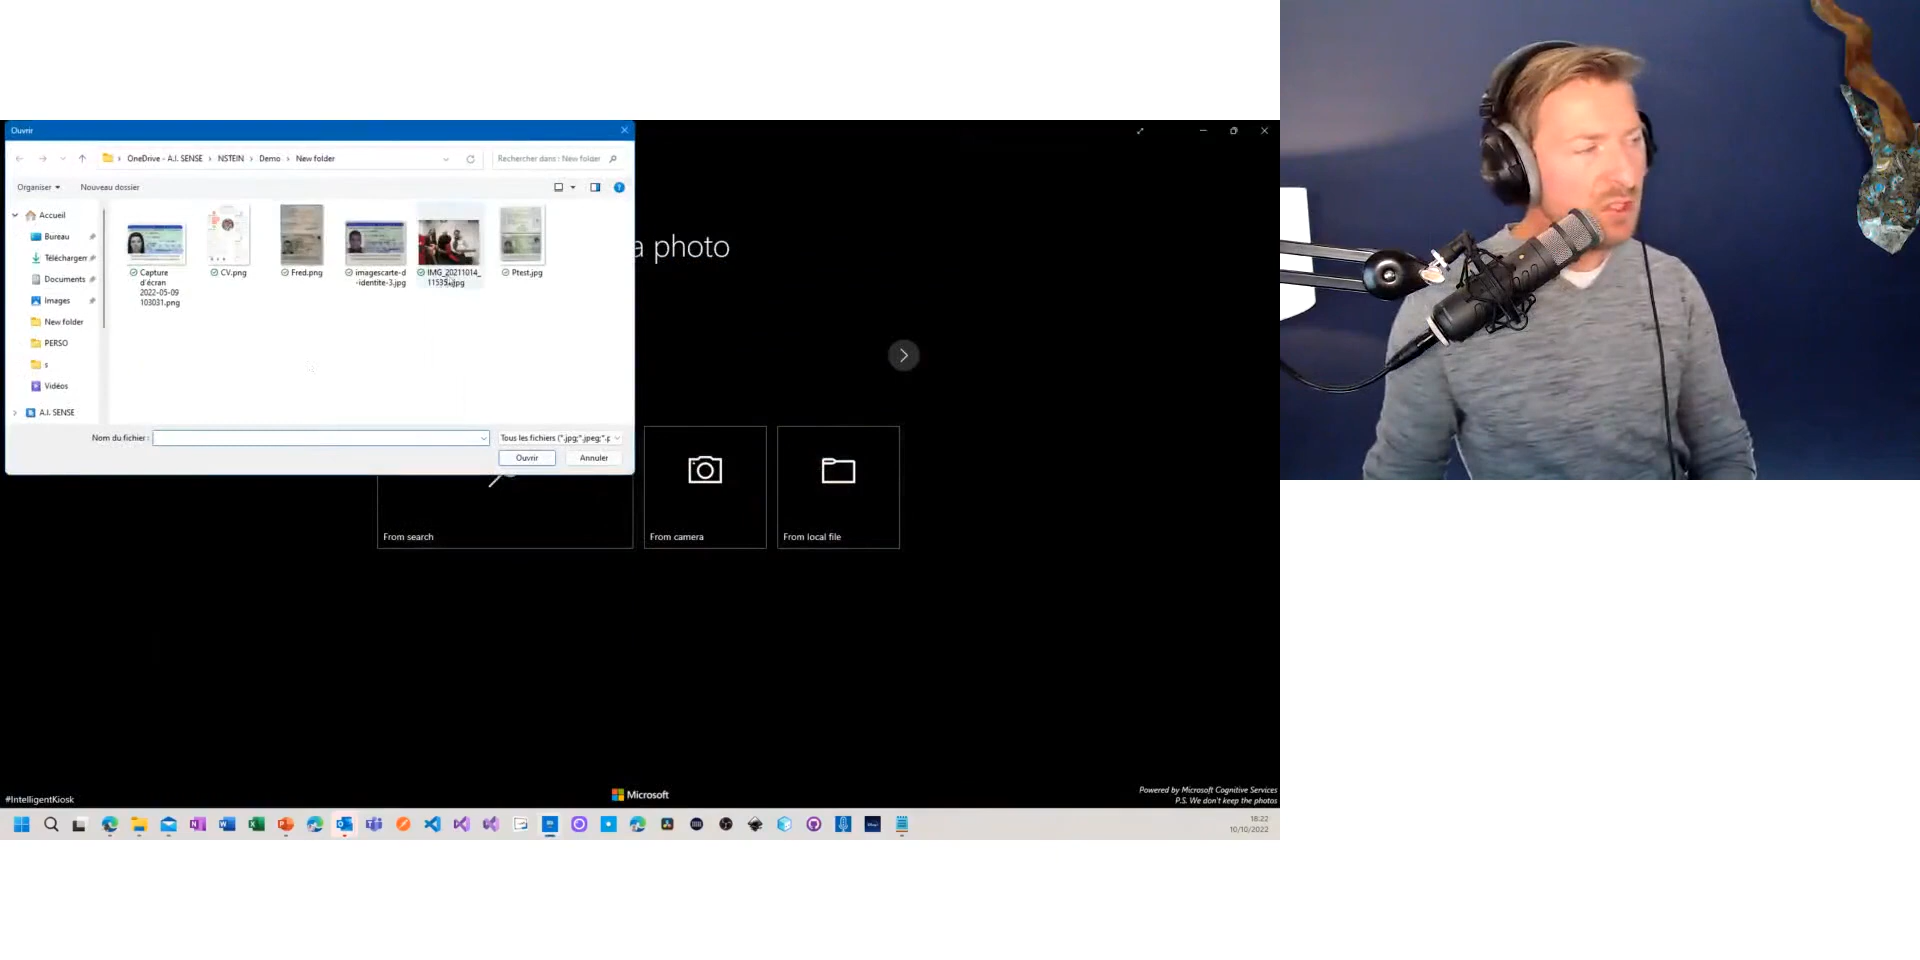 Ouvrir
OneDrive - A.I. SENSE › NSTEIN › Demo › New folder
Rechercher dans : New folder
Organiser
Nouveau dossier
Accueil
Bureau
Téléchargen
Documents
Images
New folder
PERSO
s
Vidéos
A.I. SENSE
Capture
d'écran
2022-05-09
103031.png
CV.png
Fred.png
imagescarte-d
-identite-3.jpg
IMG_20211014_
Ptest.jpg
Nom du fichier :
Tous les fichiers (*.jpg;*.jpeg;*.p
Ouvrir
Annuler
a photo
From search
From camera
From local file
#IntelligentKiosk
Microsoft
Powered by Microsoft Cognitive Services
P.S. We don't keep the photos
18:22
10/10/2022